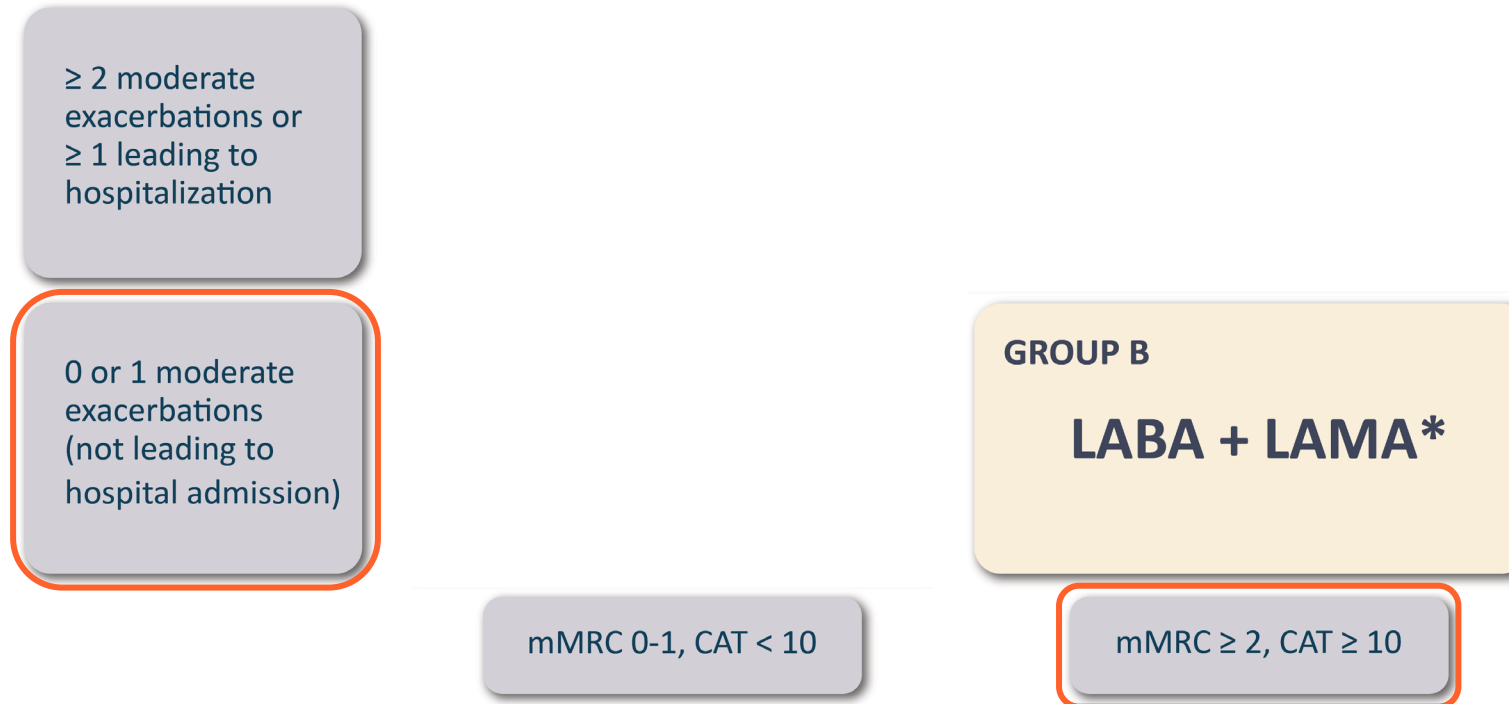 ≥ 2 moderate
exacerbations or
≥ 1 leading to
hospitalization
0 or 1 moderate
exacerbations
(not leading to
hospital admission)
GROUP B
LABA + LAMA*
mMRC 0-1, CAT < 10
mMRC ≥ 2, CAT ≥ 10